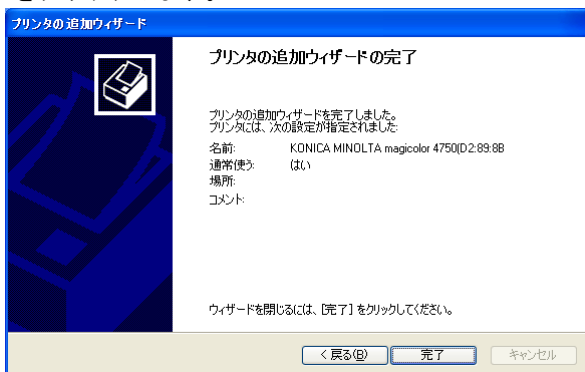 プリンタの追加ウィザード
プリンタの追加ウィザードの完了
プリンタの追加ウィザードを完了しました。
プリンタには、次の設定が指定されました:
名前: KONICA MINOLTA magicolor 4750(D2:89:8B
通常使う: はい
場所:
コメント:
ウィザードを閉じるには、[完了] をクリックしてください。
< 戻る(B) 完了 キャンセル